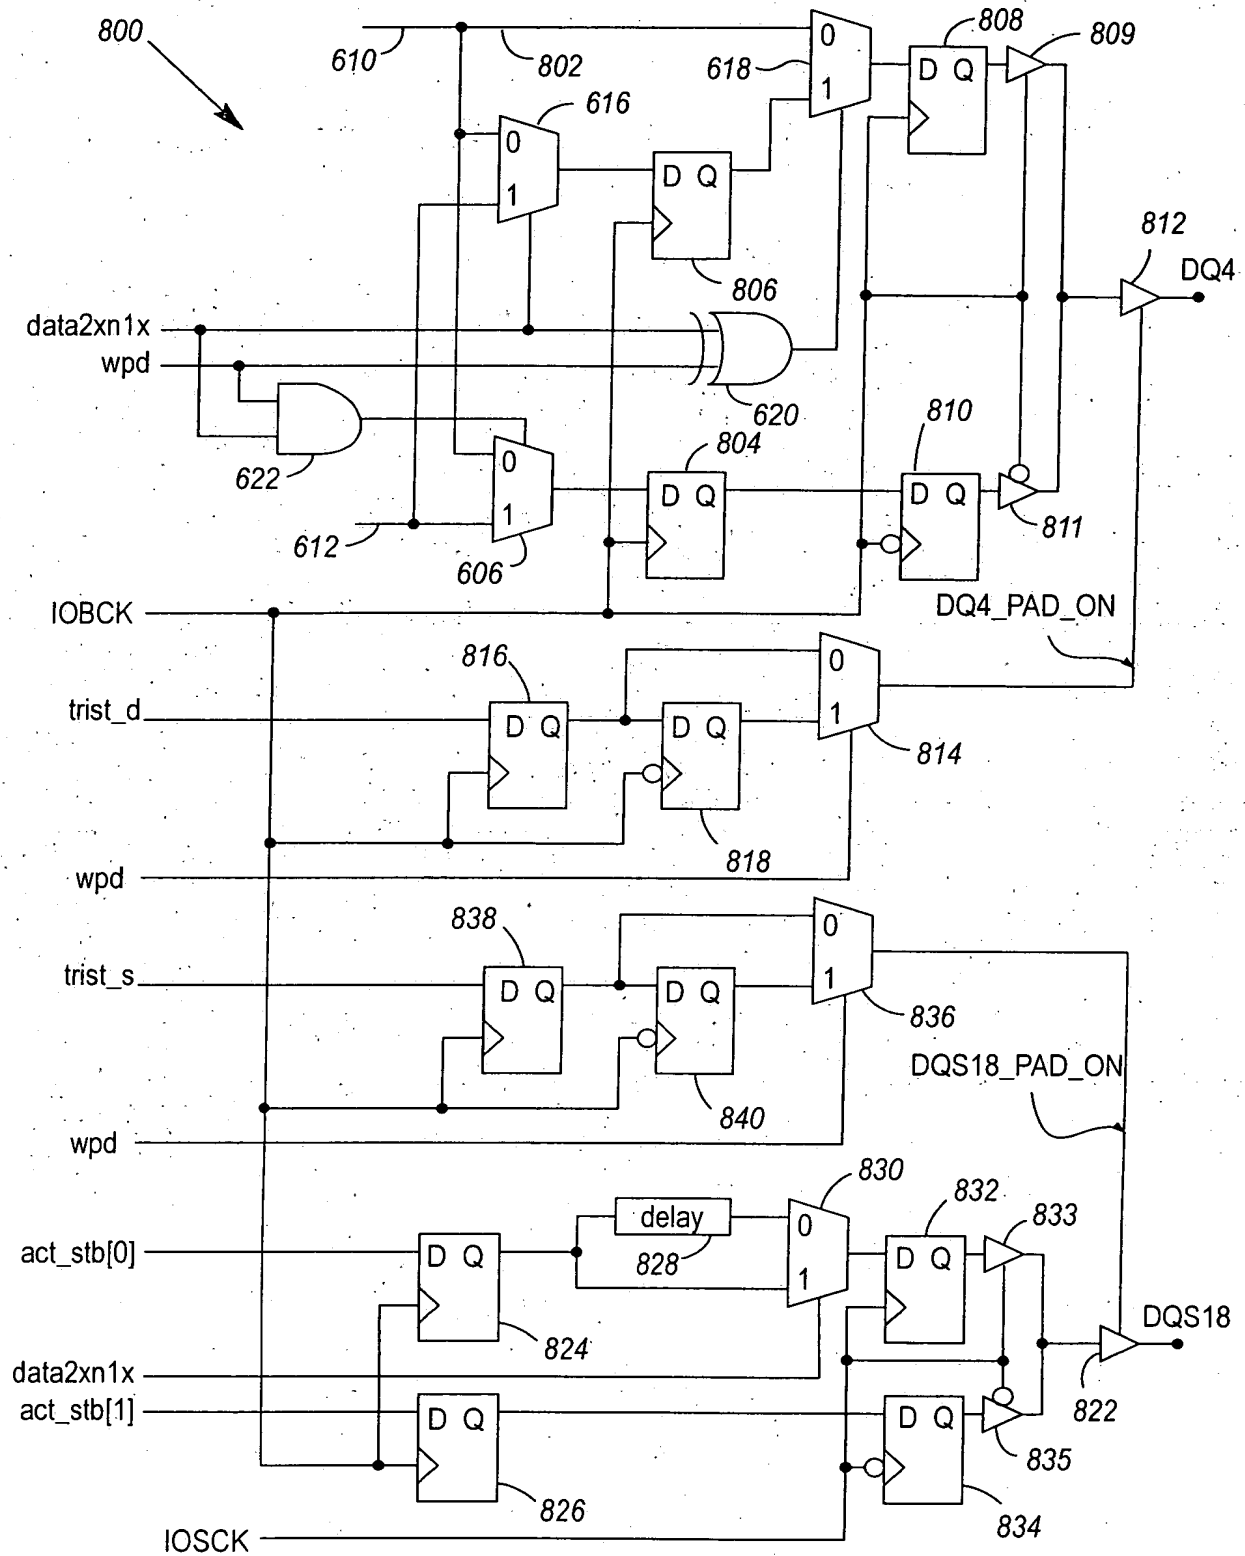 800
610
802
618
0
1
808
D Q
809
616
0
1
D Q
806
812
DQ4
data2xn1x
wpd
620
622
0
1
606
804
D Q
810
D Q
811
612
IOBCK
DQ4_PAD_ON
816
trist_d
D Q
D Q
818
0
1
814
wpd
838
trist_s
D Q
D Q
840
0
1
836
DQS18_PAD_ON
wpd
830
832
833
act_stb[0]
D Q
824
delay
828
0
1
D Q
DQS18
822
data2xn1x
act_stb[1]
D Q
826
D Q
835
834
IOSCK